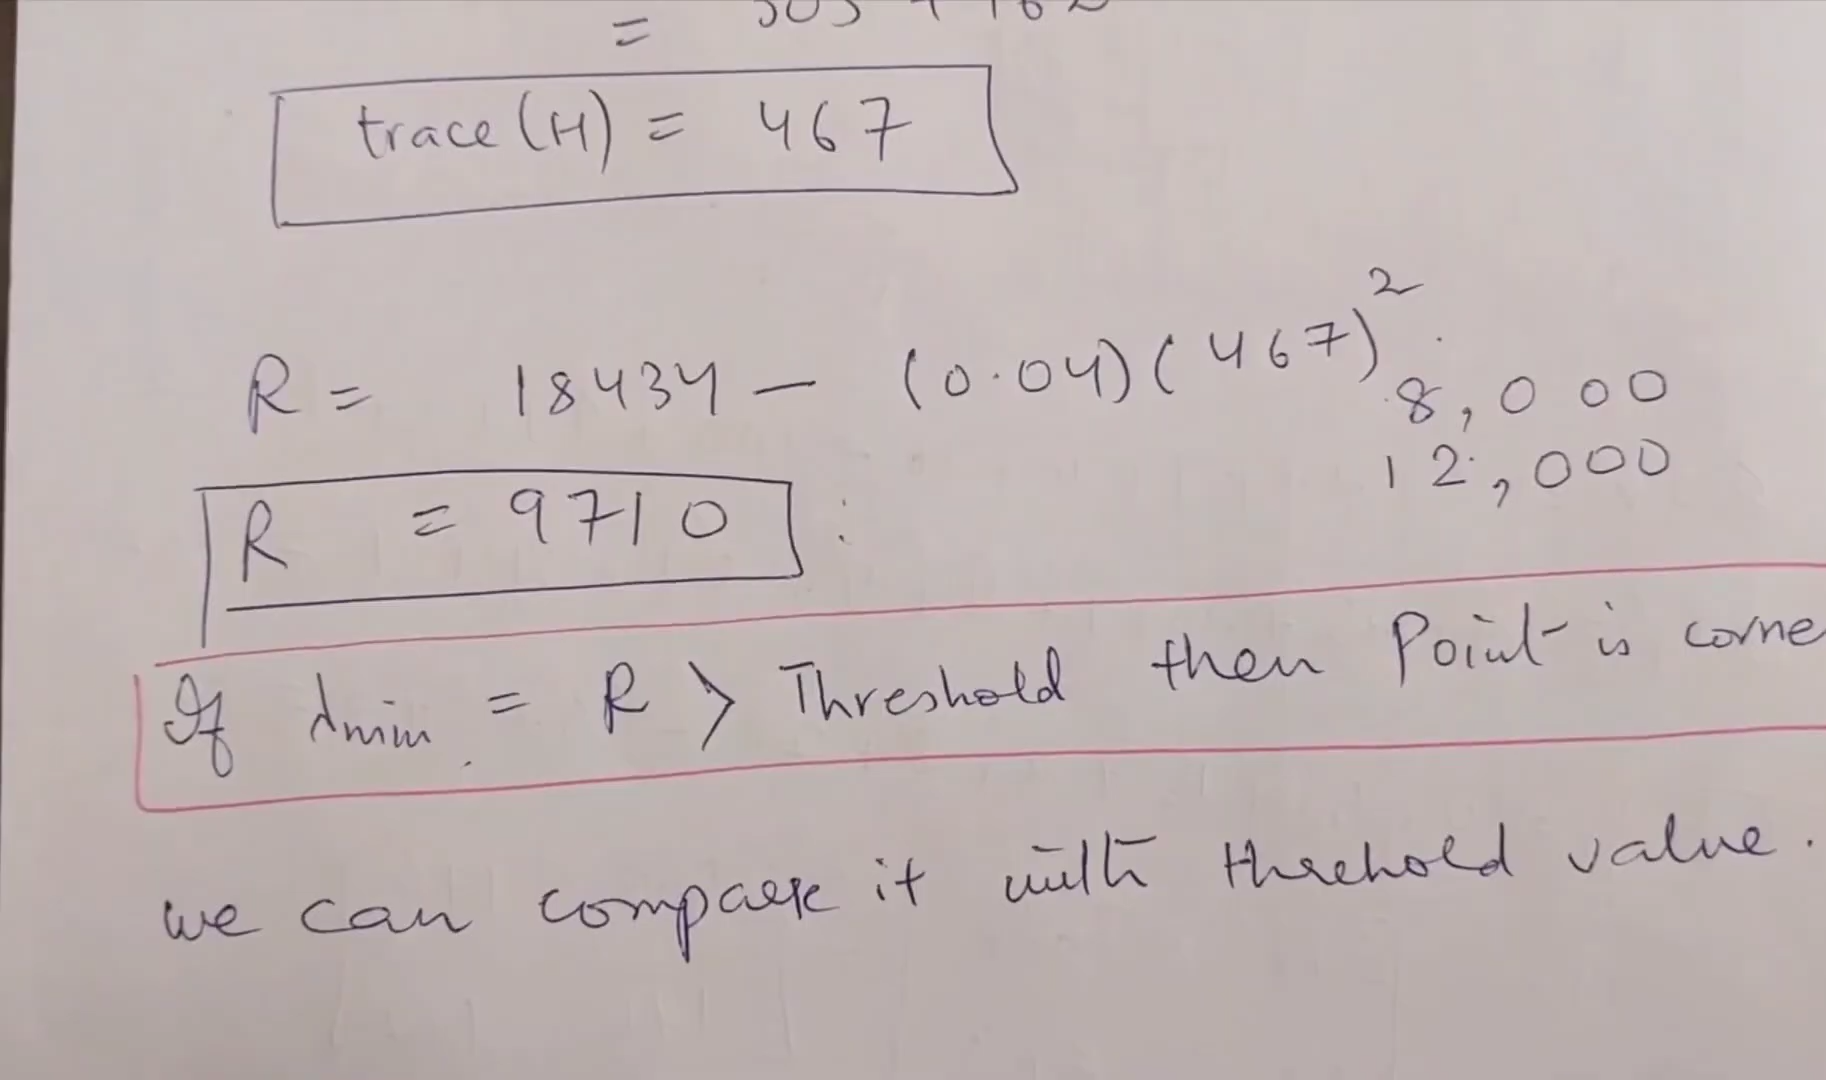 =
trace (H) = 467
R = 18434 - (0.04) ( 467)²
8,000
12,000
R = 9710
If λmin = R > Threshold then Point is corne
we can compare it with threhold value.